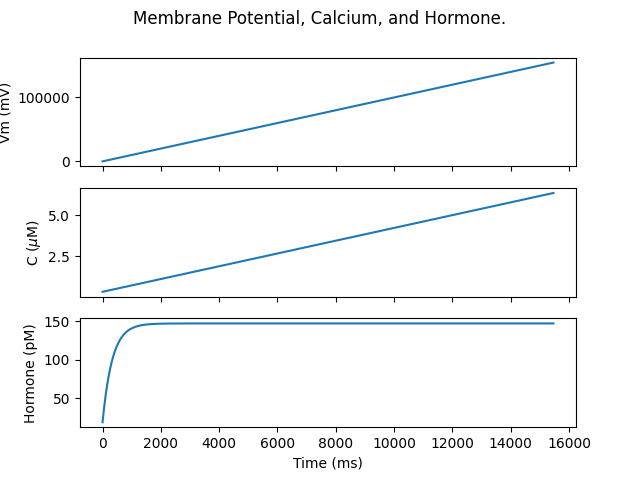 Membrane Potential, Calcium, and Hormone.
Vm (mV)
100000
0
C (μM)
5.0
2.5
Hormone (pM)
150
100
50
0 2000 4000 6000 8000 10000 12000 14000 16000
Time (ms)